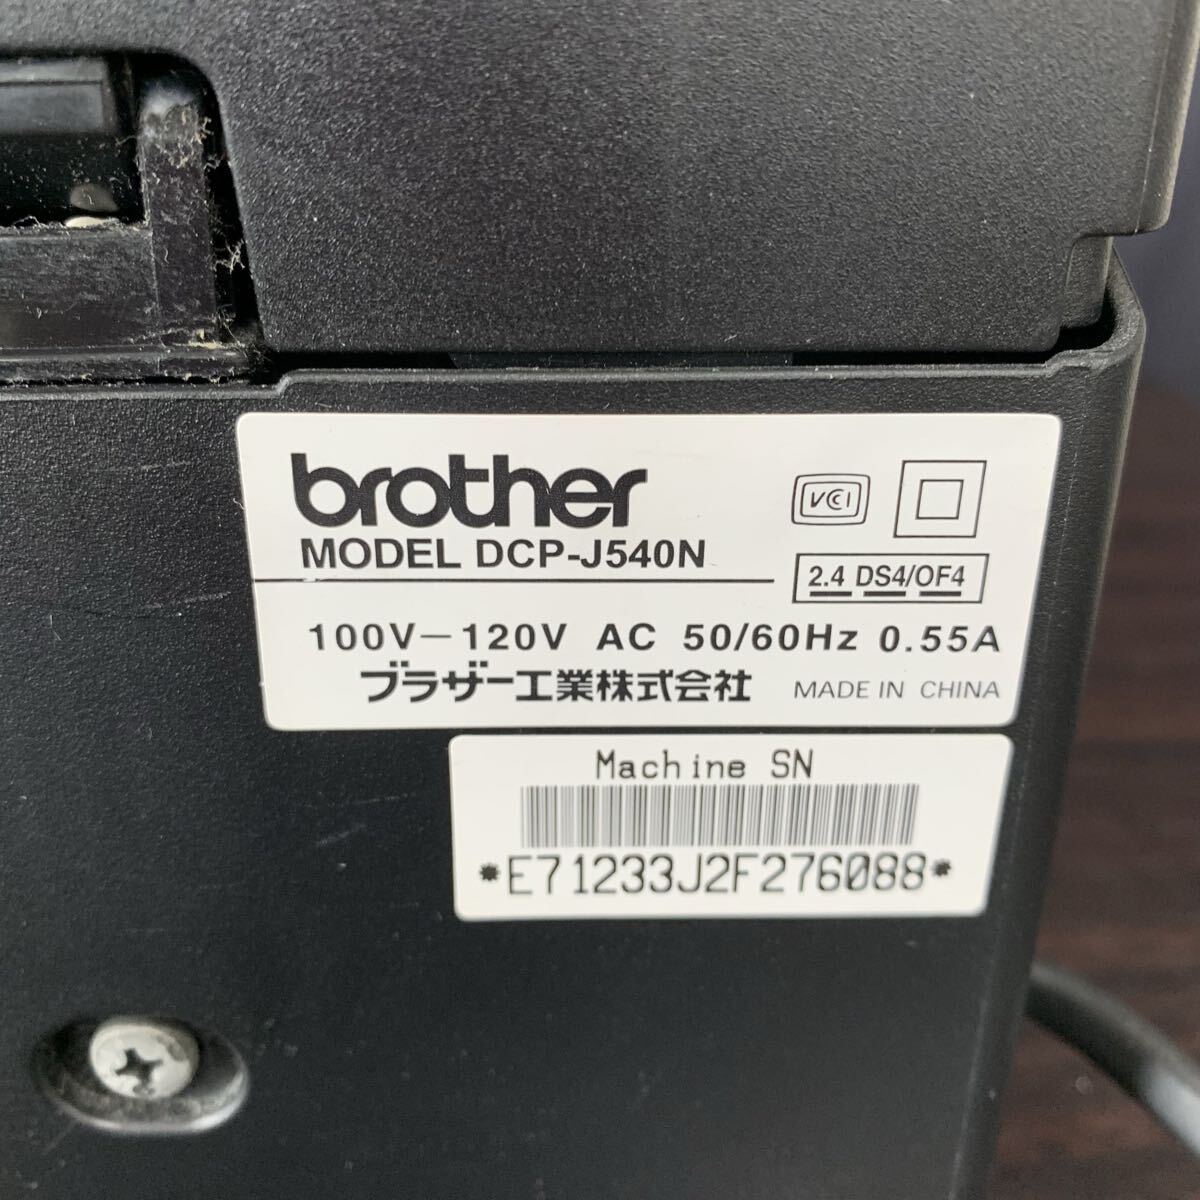 brother
MODEL DCP-J540N
VCCI
2.4 DS4/OF4
100V－120V AC 50/60Hz 0.55A
ブラザー工業株式会社 MADE IN CHINA
Machine SN
*E71233J2F276088*